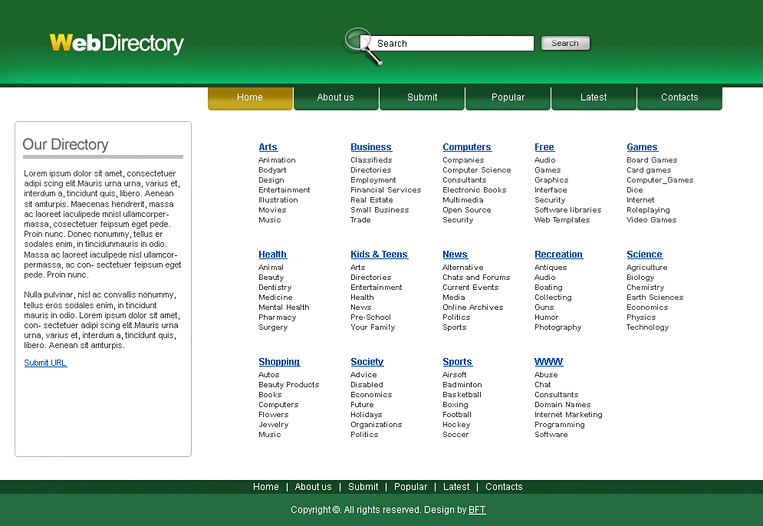 WebDirectory
Search
Search
Home
About us
Submit
Popular
Latest
Contacts
Our Directory
Lorem ipsum dolor sit amet, consectetuer
adipi scing elit.Mauris urna urna, varius et,
interdum a, tincidunt quis, libero. Aenean
sit amturpis. Maecenas hendrerit, massa
ac laoreet iaculipede mnisl ullamcorper-
massa, cosectetuer feipsum eget pede.
Proin nunc. Donec nonummy, tellus er
sodales enim, in tincidunmauris in odio.
Massa ac laoreet iaculipede nisl ullamcor-
permassa, ac con- sectetuer feipsum eget
pede. Proin nunc.
Nulla pulvinar, nisl ac convallis nonummy,
tellus eros sodales enim, in tincidunt
mauris in odio. Lorem ipsum dolor sit amet,
con- sectetuer adipi scing elit.Mauris urna
urna, varius et, interdum a, tincidunt quis,
libero. Aenean sit amturpis.
Submit URL
Arts
Animation
Bodyart
Design
Entertainment
Illustration
Movies
Music
Business
Classifieds
Directories
Employment
Financial Services
Real Estate
Small Business
Trade
Computers
Companies
Computer Science
Consultants
Electronic Books
Multimedia
Open Source
Security
Free
Audio
Games
Graphics
Interface
Security
Software libraries
Web Templates
Games
Board Games
Card games
Computer_Games
Dice
Internet
Roleplaying
Video Games
Health
Animal
Beauty
Dentistry
Medicine
Mental Health
Pharmacy
Surgery
Kids & Teens
Arts
Directories
Entertainment
Health
News
Pre-School
Your Family
News
Alternative
Chats and Forums
Current Events
Media
Online Archives
Politics
Sports
Recreation
Antiques
Audio
Boating
Collecting
Guns
Humor
Photography
Science
Agriculture
Biology
Chemistry
Earth Sciences
Economics
Physics
Technology
Shopping
Autos
Beauty Products
Books
Computers
Flowers
Jewelry
Music
Society
Advice
Disabled
Economics
Future
Holidays
Organizations
Politics
Sports
Airsoft
Badminton
Basketball
Boxing
Football
Hockey
Soccer
WWW
Abuse
Chat
Consultants
Domain Names
Internet Marketing
Programming
Software
Home | About us | Submit | Popular | Latest | Contacts
Copyright ©. All rights reserved. Design by BFT